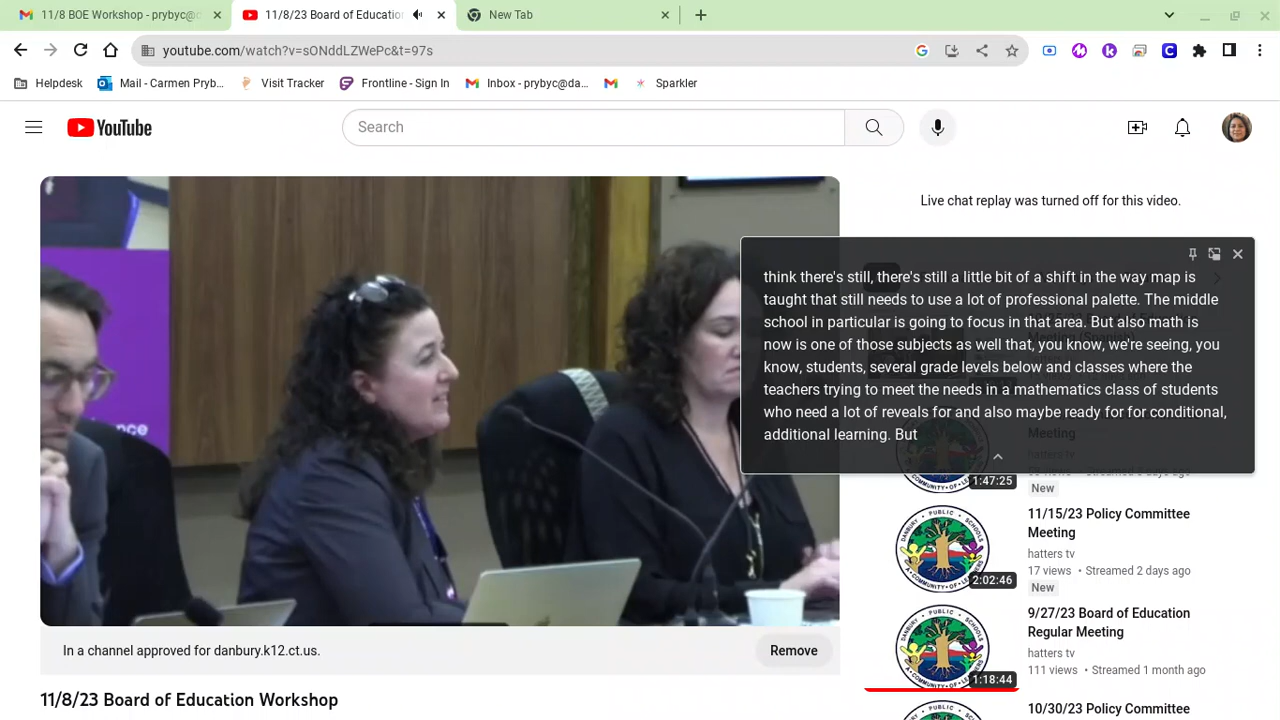 11/8 BOE Workshop - prybyc@
11/8/23 Board of Education
New Tab
youtube.com/watch?v=sONddLZWePc&t=97s
Helpdesk
Mail - Carmen Pryb...
Visit Tracker
Frontline - Sign In
Inbox - prybyc@da...
Sparkler
YouTube
Search
Live chat replay was turned off for this video.
think there's still, there's still a little bit of a shift in the way map is
taught that still needs to use a lot of professional palette. The middle
school in particular is going to focus in that area. But also math is
now is one of those subjects as well that, you know, we're seeing, you
know, students, several grade levels below and classes where the
teachers trying to meet the needs in a mathematics class of students
who need a lot of reveals for and also maybe ready for for conditional,
additional learning. But
Meeting
hatters tv
1:47:25
New
11/15/23 Policy Committee
Meeting
hatters tv
17 views • Streamed 2 days ago
2:02:46
New
9/27/23 Board of Education
Regular Meeting
hatters tv
111 views • Streamed 1 month ago
1:18:44
10/30/23 Policy Committee
In a channel approved for danbury.k12.ct.us.
Remove
11/8/23 Board of Education Workshop